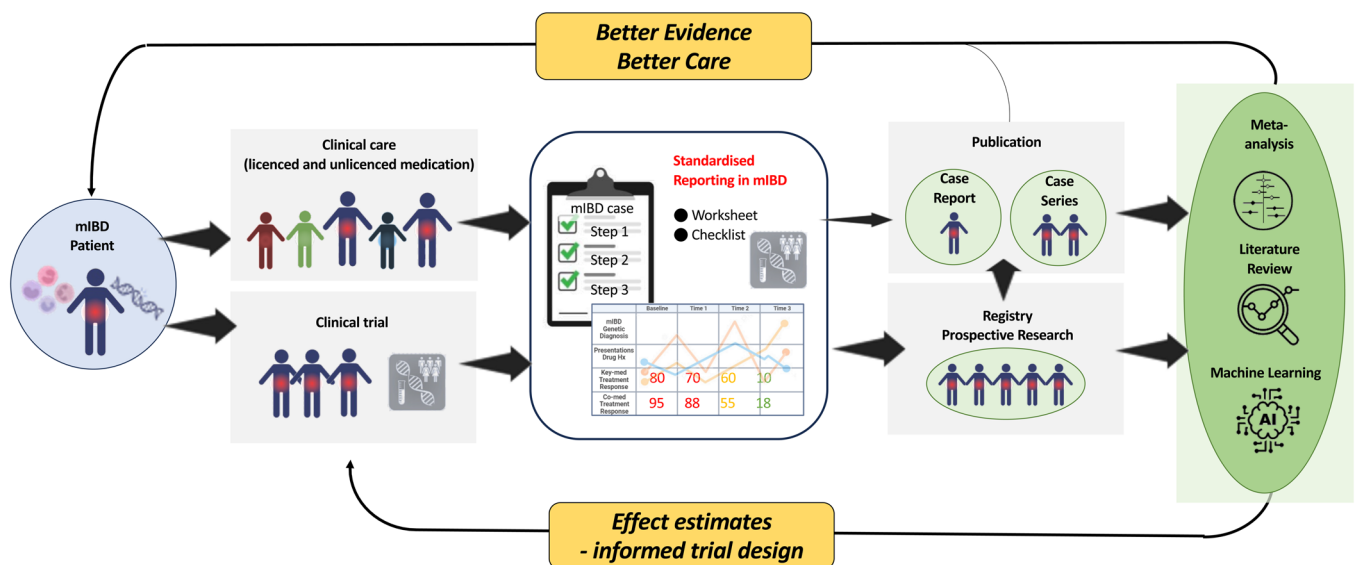 Better Evidence
Better Care
mIBD
Patient
Clinical care
(licenced and unlicenced medication)
Clinical trial
mIBD case
Step 1
Step 2
Step 3
Standardised
Reporting in mIBD
● Worksheet
● Checklist
Baseline Time 1 Time 2 Time 3
mIBD
Genetic
Diagnosis
Presentations
Drug Hx
Key-med
Treatment
Response
80 70 60 10
Co-med
Treatment
Response
95 88 55 18
Publication
Case
Report
Case
Series
Registry
Prospective Research
Meta-
analysis
Literature
Review
Machine Learning
AI
Effect estimates
- informed trial design